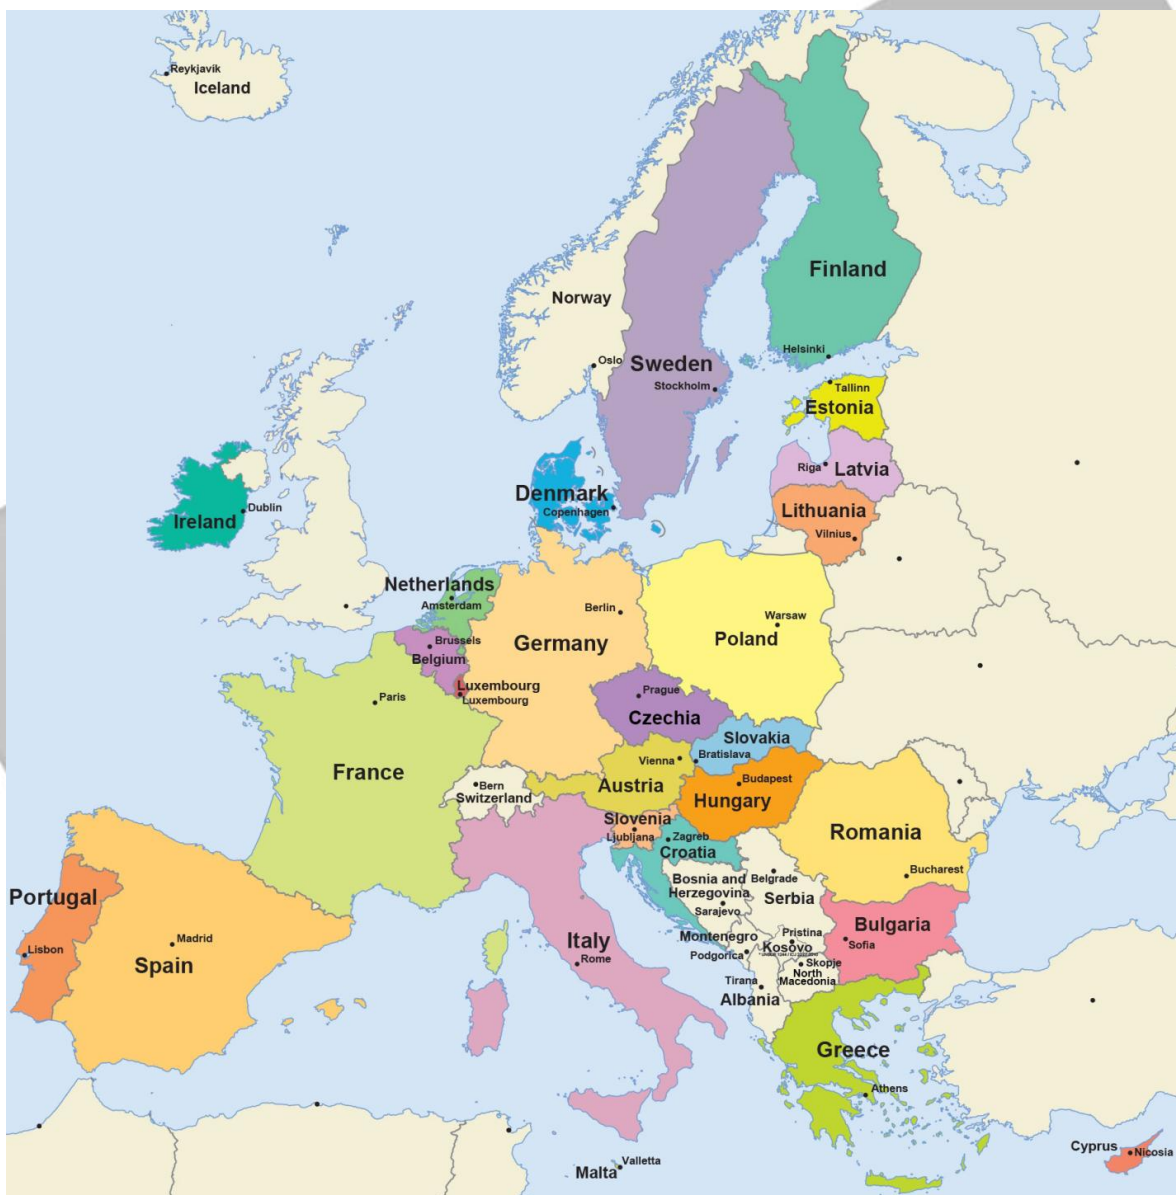 Reykjavik
Iceland
Finland
Norway
Helsinki
Oslo
Sweden
Stockholm
Tallinn
Estonia
Riga
Latvia
Denmark
Copenhagen
Lithuania
Vilnius
Dublin
Ireland
Netherlands
Amsterdam
Berlin
Warsaw
Poland
Germany
Brussels
Belgium
Luxembourg
Luxembourg
Paris
Prague
Czechia
Slovakia
Bratislava
Vienna
France
Austria
Budapest
Hungary
Bern
Switzerland
Slovenia
Ljubljana
Zagreb
Croatia
Romania
Bucharest
Bosnia and
Herzegovina
Sarajevo
Belgrade
Serbia
Portugal
Lisbon
Madrid
Spain
Italy
Rome
Montenegro
Podgorica
Pristina
Kosovo
Bulgaria
Sofia
Skopje
North
Macedonia
Tirana
Albania
Greece
Athens
Malta
Valletta
Cyprus
Nicosia